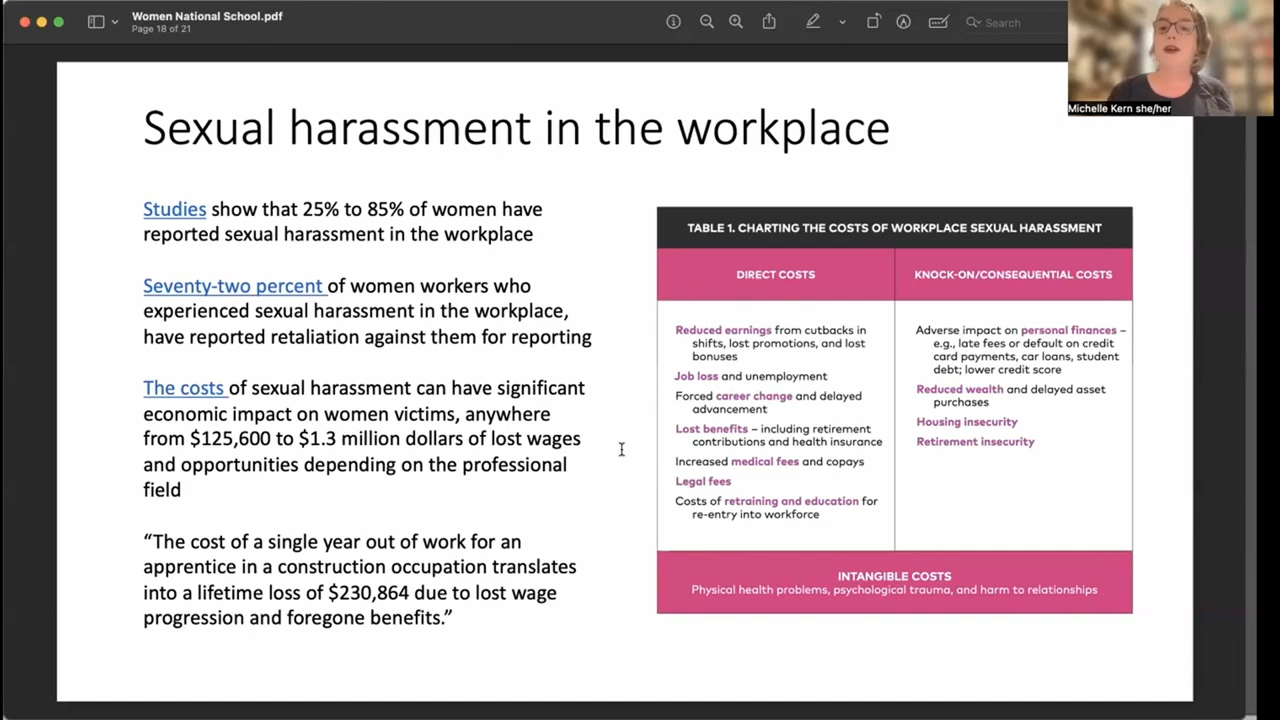 Women National School.pdf
Page 18 of 21
Search
Michelle Kern she/her
Sexual harassment in the workplace
Studies show that 25% to 85% of women have
reported sexual harassment in the workplace
Seventy-two percent of women workers who
experienced sexual harassment in the workplace,
have reported retaliation against them for reporting
The costs of sexual harassment can have significant
economic impact on women victims, anywhere
from $125,600 to $1.3 million dollars of lost wages
and opportunities depending on the professional
field
“The cost of a single year out of work for an
apprentice in a construction occupation translates
into a lifetime loss of $230,864 due to lost wage
progression and foregone benefits.”
TABLE 1. CHARTING THE COSTS OF WORKPLACE SEXUAL HARASSMENT
DIRECT COSTS
Reduced earnings from cutbacks in
shifts, lost promotions, and lost
bonuses
Job loss and unemployment
Forced career change and delayed
advancement
Lost benefits – including retirement
contributions and health insurance
Increased medical fees and copays
Legal fees
Costs of retraining and education for
re-entry into workforce
KNOCK-ON/CONSEQUENTIAL COSTS
Adverse impact on personal finances –
e.g., late fees or default on credit
card payments, car loans, student
debt; lower credit score
Reduced wealth and delayed asset
purchases
Housing insecurity
Retirement insecurity
INTANGIBLE COSTS
Physical health problems, psychological trauma, and harm to relationships